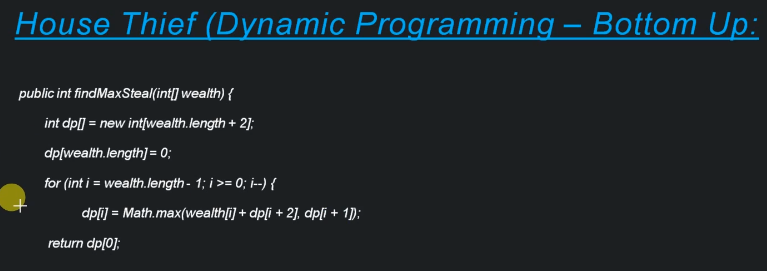 House Thief (Dynamic Programming – Bottom Up:
public int findMaxSteal(int[] wealth) {
int dp[] = new int[wealth.length + 2];
dp[wealth.length] = 0;
for (int i = wealth.length - 1; i >= 0; i--) {
dp[i] = Math.max(wealth[i] + dp[i + 2], dp[i + 1]);
return dp[0];